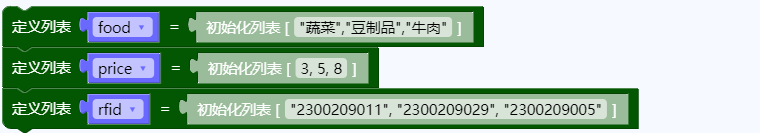 定义列表 food = 初始化列表 [ "蔬菜","豆制品","牛肉" ]
定义列表 price = 初始化列表 [ 3, 5, 8 ]
定义列表 rfid = 初始化列表 [ "2300209011", "2300209029", "2300209005" ]